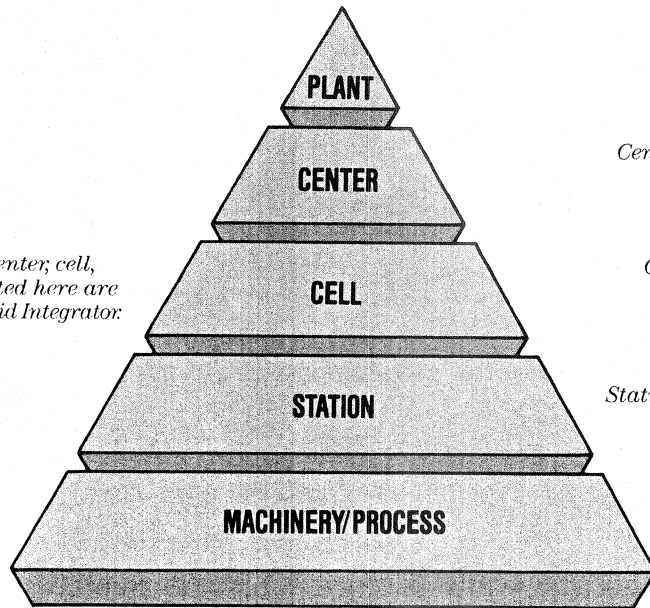 PLANT
CENTER
CELL
STATION
MACHINERY/PROCESS
enter, cell,
ted here are
id Integrator.
Cen
C
Stat